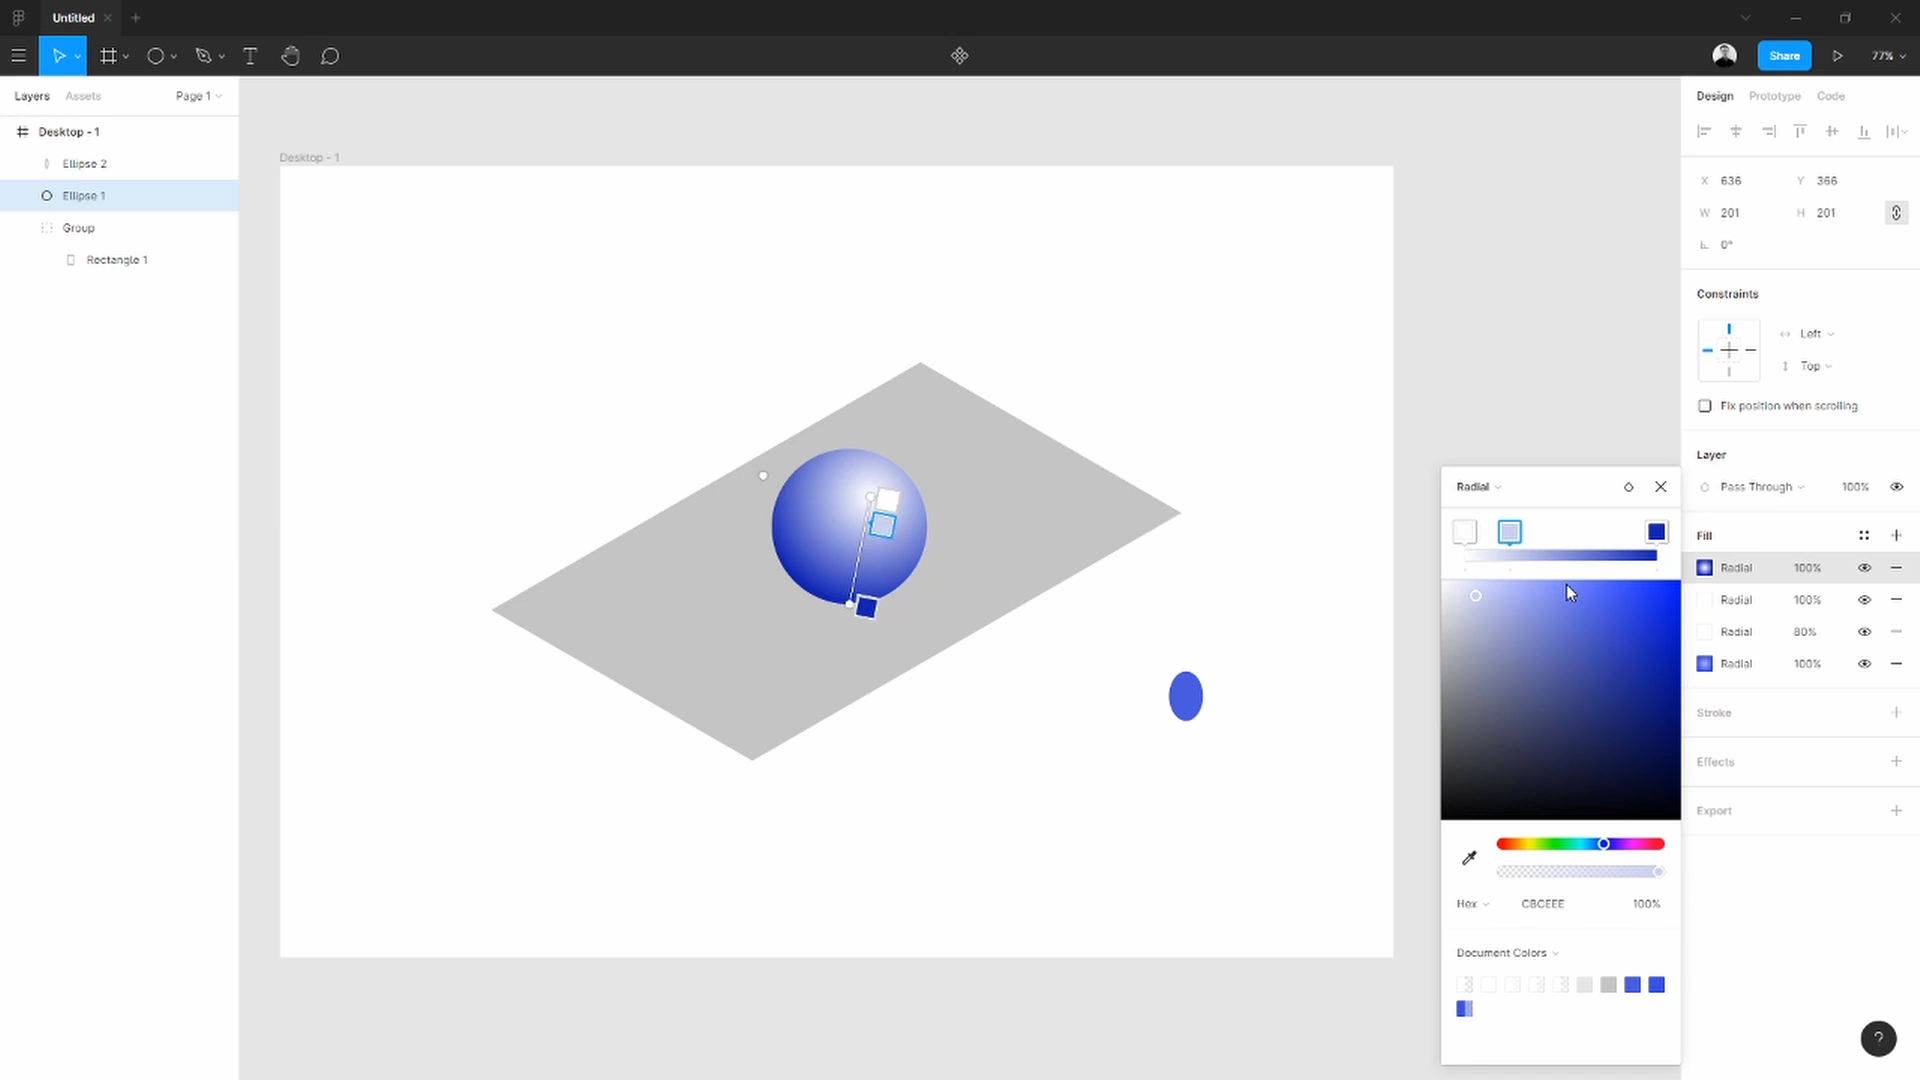 Untitled
Share
77%
Layers Assets Page 1
Design Prototype Code
Desktop - 1
Ellipse 2
Ellipse 1
Group
Rectangle 1
Desktop - 1
X 636 Y 366
W 201 H 201
0°
Constraints
Left
Top
Fix position when scrolling
Layer
Pass Through 100%
Fill
Radial 100%
Radial 100%
Radial 80%
Radial 100%
Stroke
Effects
Export
Radial
Hex CBCEEE 100%
Document Colors
?